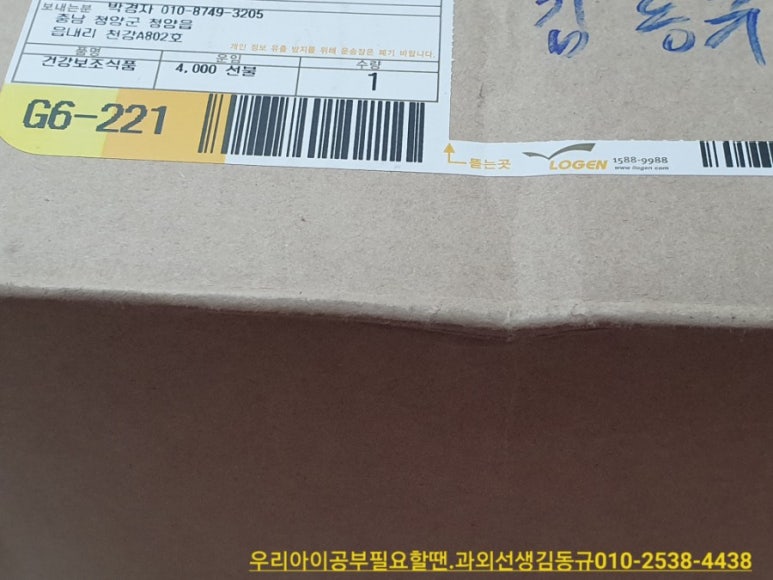 보내는분 박경자 010-8749-3205
충남 청양군 청양읍
읍내리 천강A802호
개인 정보 유출 방지를 위해 운송장은 폐기 바랍니다.
품명 운임 수량
건강보조식품 4,000 선불 1
G6-221
뜯는곳
LOGEN 1588-9988
www.ilogen.com
김동규
우리아이공부필요할땐.과외선생김동규010-2538-4438